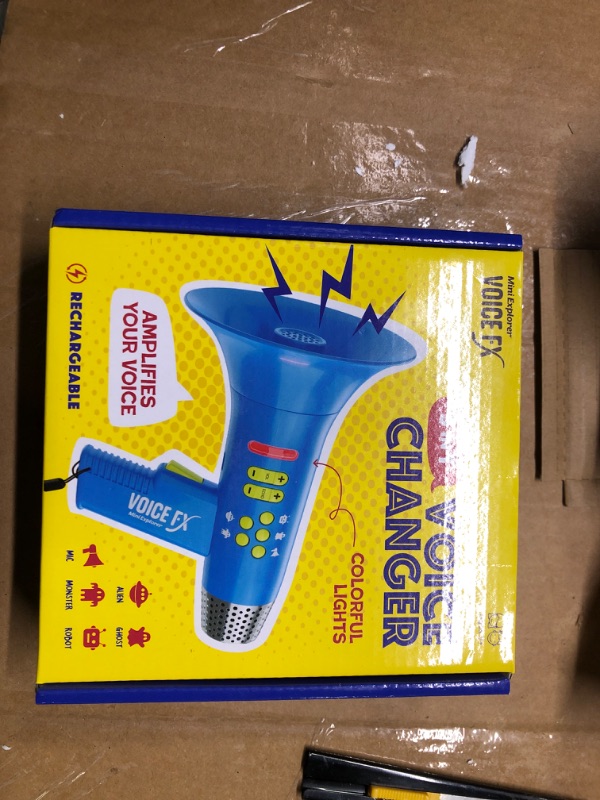 Mini Explorer
VOICE FX
VOICE
CHANGER
COLORFUL
LIGHTS
AMPLIFIES
YOUR VOICE
RECHARGEABLE
VOICE FX
Mini Explorer
ALIEN
GHOST
MIC
MONSTER
ROBOT